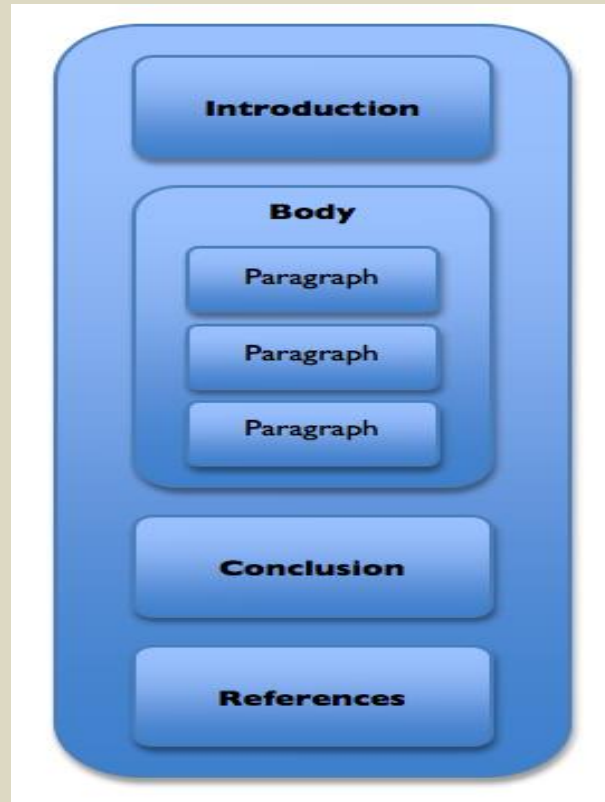 Introduction
Body
Paragraph
Paragraph
Paragraph
Conclusion
References